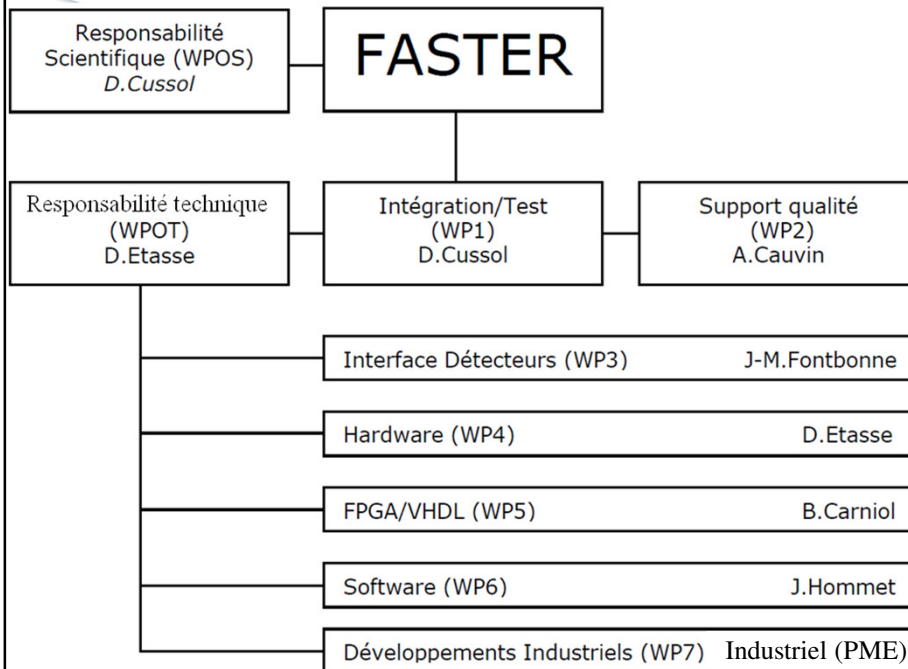 Responsabilité
Scientifique (WPOS)
D.Cussol
FASTER
Responsabilité technique
(WPOT)
D.Etasse
Intégration/Test
(WP1)
D.Cussol
Support qualité
(WP2)
A.Cauvin
Interface Détecteurs (WP3) J-M.Fontbonne
Hardware (WP4) D.Etasse
FPGA/VHDL (WP5) B.Carniol
Software (WP6) J.Hommet
Développements Industriels (WP7) Industriel (PME)